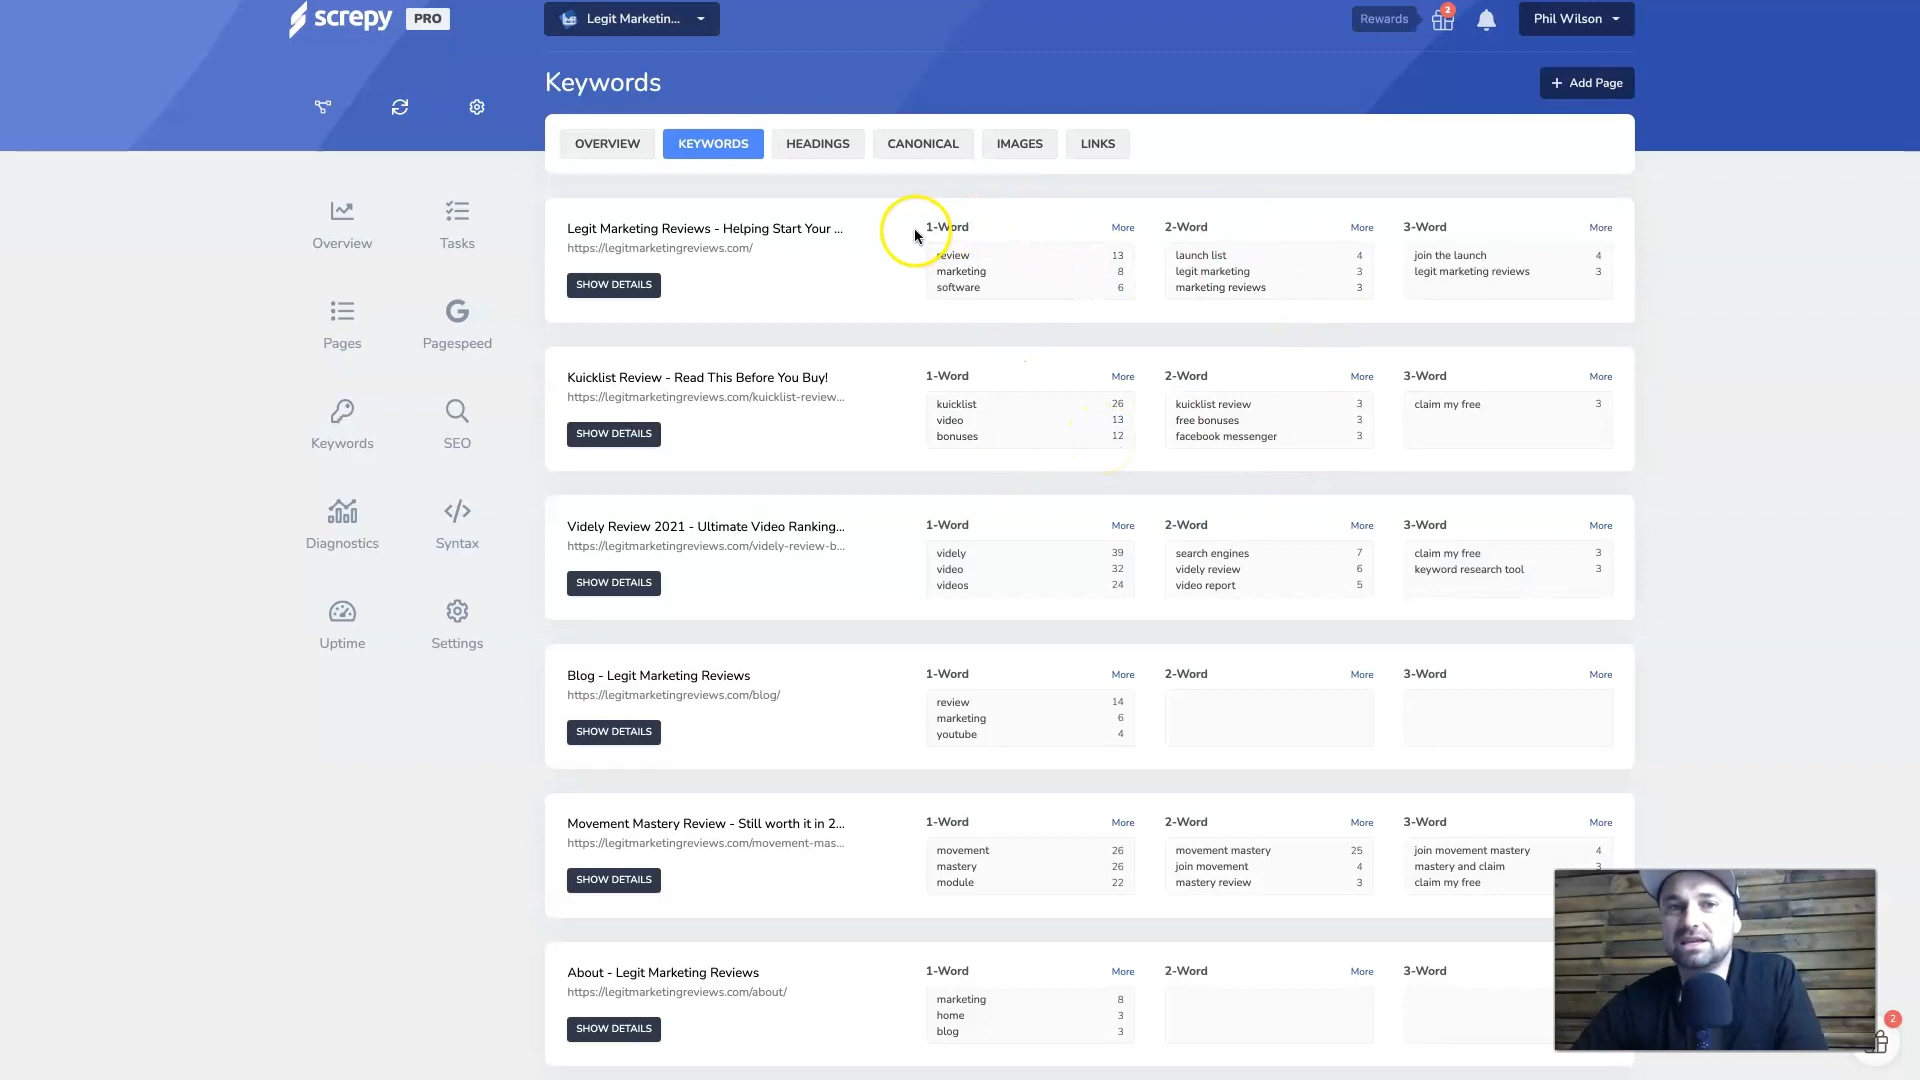 screpy PRO
Legit Marketin...
Rewards
2
Phil Wilson
Keywords
+ Add Page
OVERVIEW KEYWORDS HEADINGS CANONICAL IMAGES LINKS
Overview Tasks
Pages Pagespeed
Keywords SEO
Diagnostics Syntax
Uptime Settings
Legit Marketing Reviews - Helping Start Your ...
https://legitmarketingreviews.com/
SHOW DETAILS
1-Word More
review 13
marketing 8
software 6
2-Word More
launch list 4
legit marketing 3
marketing reviews 3
3-Word More
join the launch 4
legit marketing reviews 3
Kuicklist Review - Read This Before You Buy!
https://legitmarketingreviews.com/kuicklist-review...
SHOW DETAILS
1-Word More
kuicklist 26
video 13
bonuses 12
2-Word More
kuicklist review 3
free bonuses 3
facebook messenger 3
3-Word More
claim my free 3
Videly Review 2021 - Ultimate Video Ranking...
https://legitmarketingreviews.com/videly-review-b...
SHOW DETAILS
1-Word More
videly 39
video 32
videos 24
2-Word More
search engines 7
videly review 6
video report 5
3-Word More
claim my free 3
keyword research tool 3
Blog - Legit Marketing Reviews
https://legitmarketingreviews.com/blog/
SHOW DETAILS
1-Word More
review 14
marketing 6
youtube 4
2-Word More
3-Word More
Movement Mastery Review - Still worth it in 2...
https://legitmarketingreviews.com/movement-mas...
SHOW DETAILS
1-Word More
movement 26
mastery 26
module 22
2-Word More
movement mastery 25
join movement 4
mastery review 3
3-Word More
join movement mastery 4
mastery and claim 3
claim my free
About - Legit Marketing Reviews
https://legitmarketingreviews.com/about/
SHOW DETAILS
1-Word More
marketing 8
home 3
blog 3
2-Word More
3-Word
2